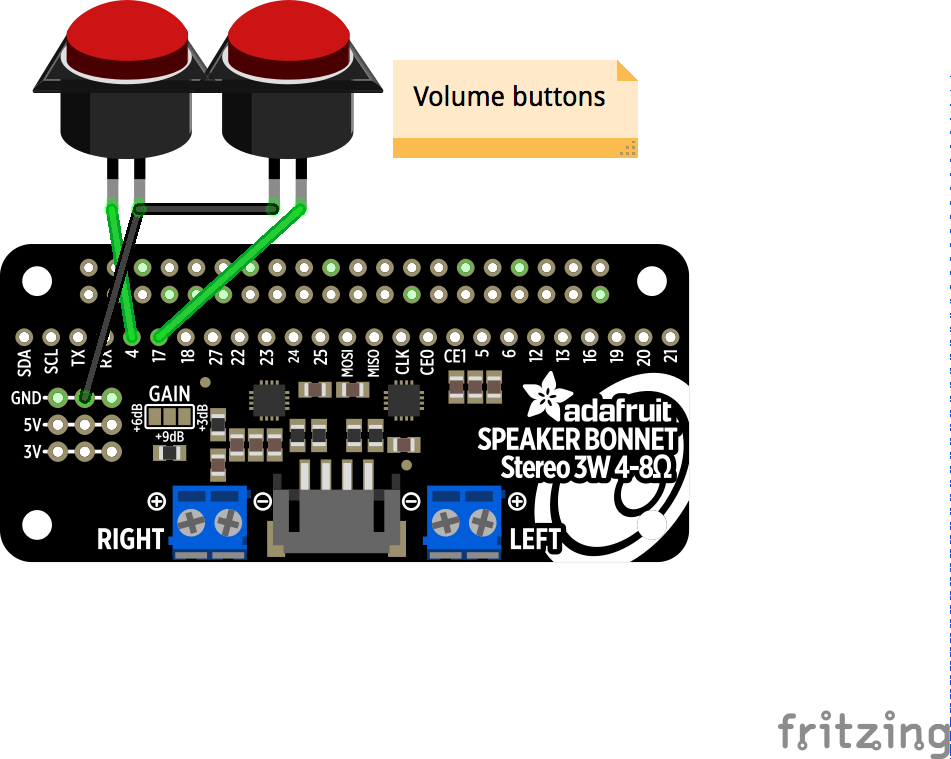 Volume buttons
SDA SCL TX RX 4 17 18 27 22 23 24 25 MOSI MISO CLK CE0 CE1 5 6 12 13 16 19 20 21
GND
5V
3V
GAIN
+6dB
+3dB
+9dB
adafruit
SPEAKER BONNET
Stereo 3W 4-8Ω
RIGHT
LEFT
fritzing